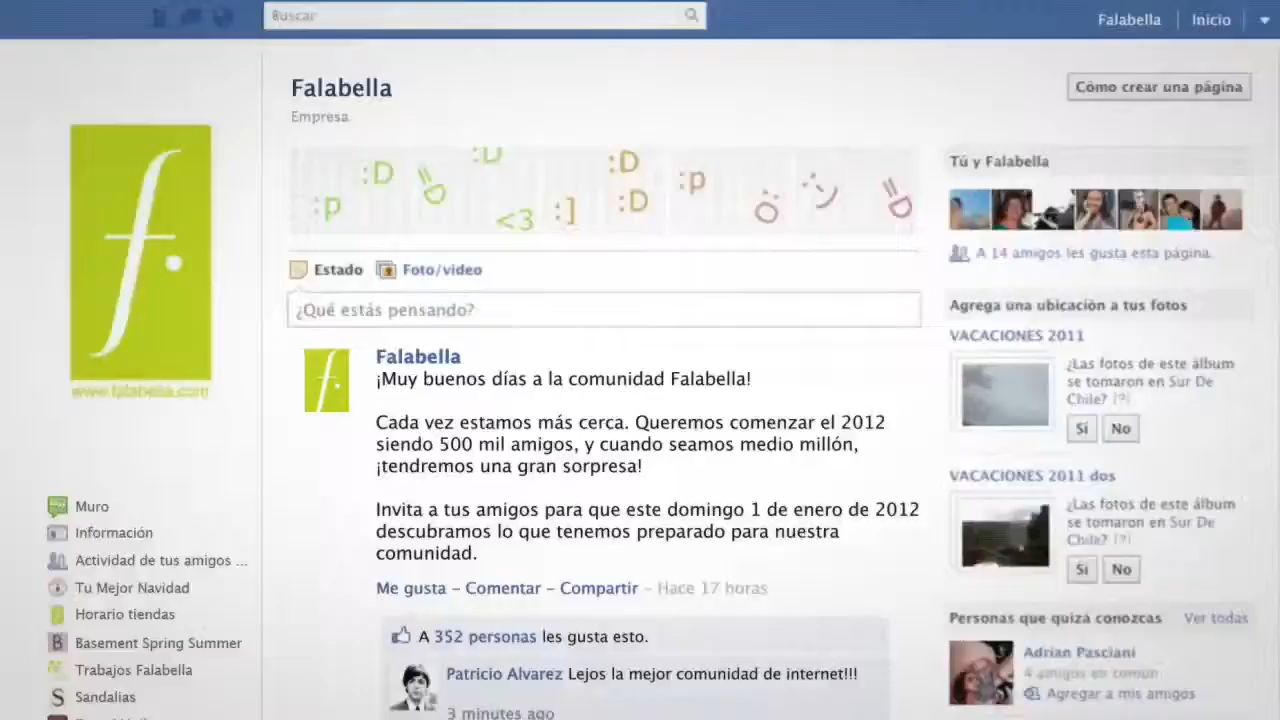 Buscar
Falabella
Inicio
Falabella
Empresa
Cómo crear una página
f.
www.falabella.com
:p :D =D :D <3 :] :D :D :p :O :) =D
Estado
Foto/video
¿Qué estás pensando?
Falabella
¡Muy buenos días a la comunidad Falabella!
Cada vez estamos más cerca. Queremos comenzar el 2012
siendo 500 mil amigos, y cuando seamos medio millón,
¡tendremos una gran sorpresa!
Invita a tus amigos para que este domingo 1 de enero de 2012
descubramos lo que tenemos preparado para nuestra
comunidad.
Me gusta – Comentar – Compartir – Hace 17 horas
A 352 personas les gusta esto.
Patricio Alvarez Lejos la mejor comunidad de internet!!!
3 minutes ago
Muro
Información
Actividad de tus amigos ...
Tu Mejor Navidad
Horario tiendas
B Basement Spring Summer
Trabajos Falabella
S Sandalias
Tú y Falabella
A 14 amigos les gusta esta página.
Agrega una ubicación a tus fotos
VACACIONES 2011
¿Las fotos de este álbum
se tomaron en Sur De
Chile? [?]
Sí No
VACACIONES 2011 dos
¿Las fotos de este álbum
se tomaron en Sur De
Chile? [?]
Sí No
Personas que quizá conozcas Ver todas
Adrian Pasciani
4 amigos en común
Agregar a mis amigos